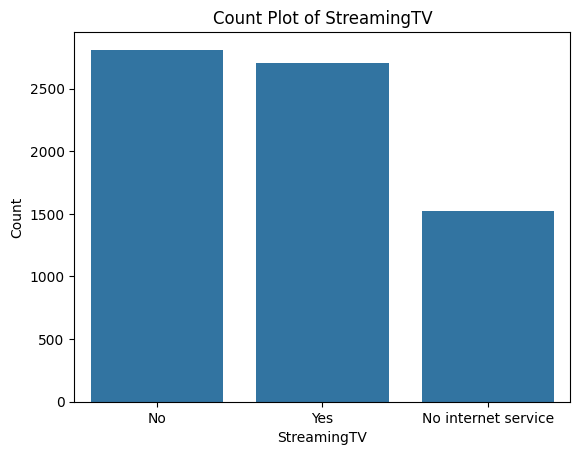 Count Plot of StreamingTV
2500
2000
1500
1000
500
0
Count
No
Yes
No internet service
StreamingTV